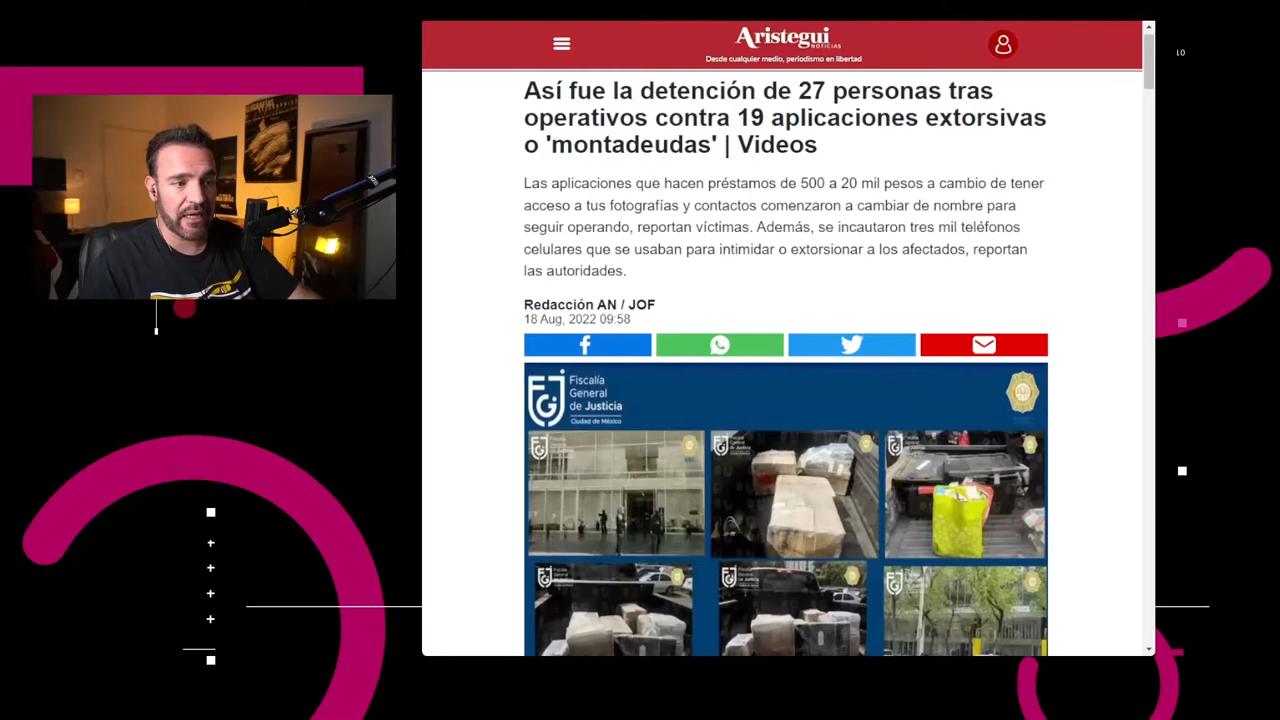 Aristegui
NOTICIAS
Desde cualquier medio, periodismo en libertad
10
Así fue la detención de 27 personas tras
operativos contra 19 aplicaciones extorsivas
o 'montadeudas' | Videos
Las aplicaciones que hacen préstamos de 500 a 20 mil pesos a cambio de tener
acceso a tus fotografías y contactos comenzaron a cambiar de nombre para
seguir operando, reportan víctimas. Además, se incautaron tres mil teléfonos
celulares que se usaban para intimidar o extorsionar a los afectados, reportan
las autoridades.
Redacción AN / JOF
18 Aug, 2022 09:58
FGJ
Fiscalía
General
de Justicia
Ciudad de México